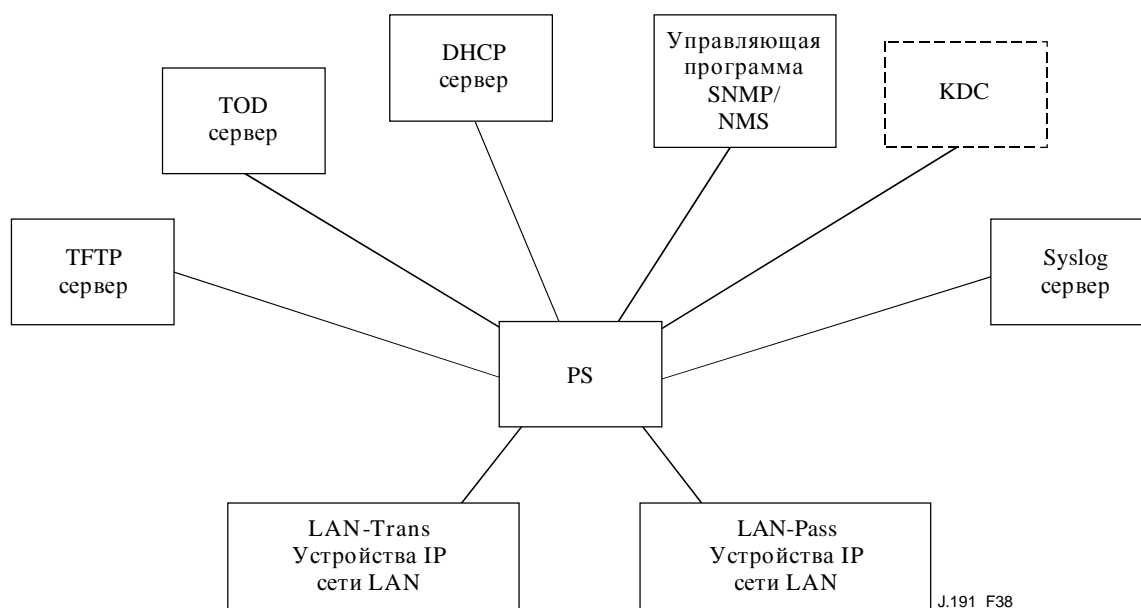 DHCP
сервер
Управляющая
программа
SNMP/
NMS
KDC
TOD
сервер
TFTP
сервер
Syslog
сервер
PS
LAN-Trans
Устройства IP
сети LAN
LAN-Pass
Устройства IP
сети LAN
J.191_F38